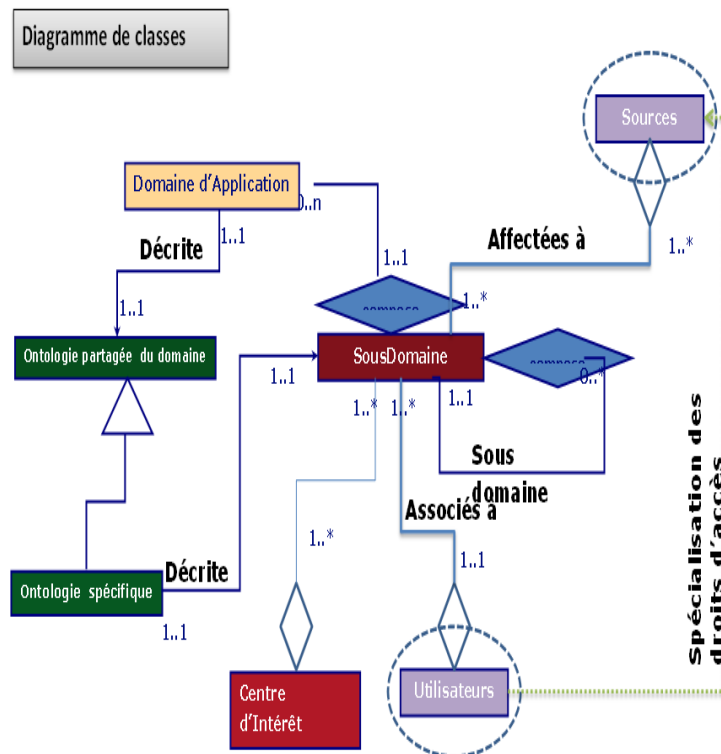 Diagramme de classes
Sources
Domaine d'Application
0..n
Décrite
1..1
Affectées à
1..*
1..1
1..1
1..*
Ontologie partagée du domaine
SousDomaine
1..1
0..*
1..*
1..*
1..1
Sous
domaine
Associés à
1..*
1..1
Décrite
Ontologie spécifique
1..1
Centre
d'Intérêt
Utilisateurs
Spécialisation des
droits d'accès